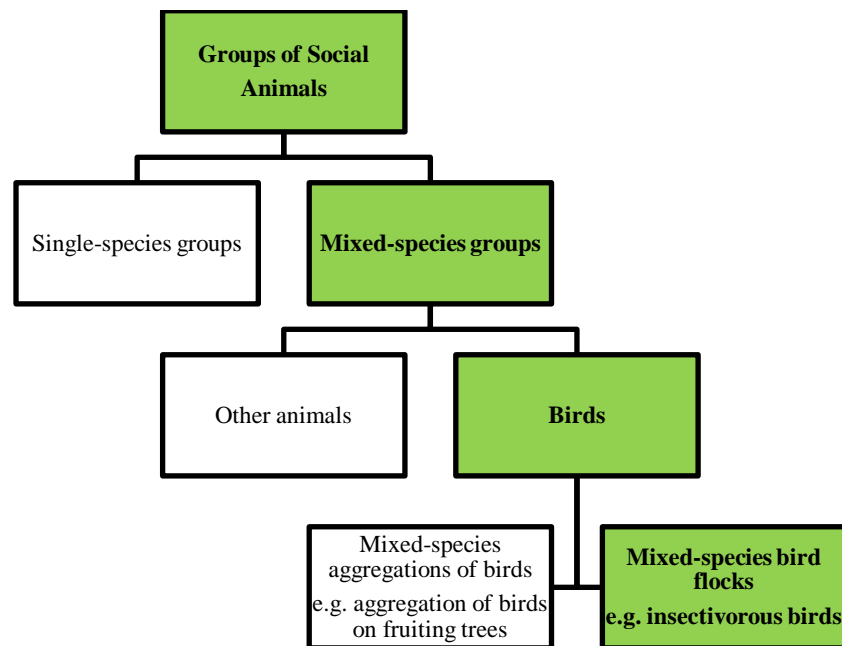 Groups of Social
Animals
Single-species groups
Mixed-species groups
Other animals
Birds
Mixed-species
aggregations of birds
e.g. aggregation of birds
on fruiting trees
Mixed-species bird
flocks
e.g. insectivorous birds